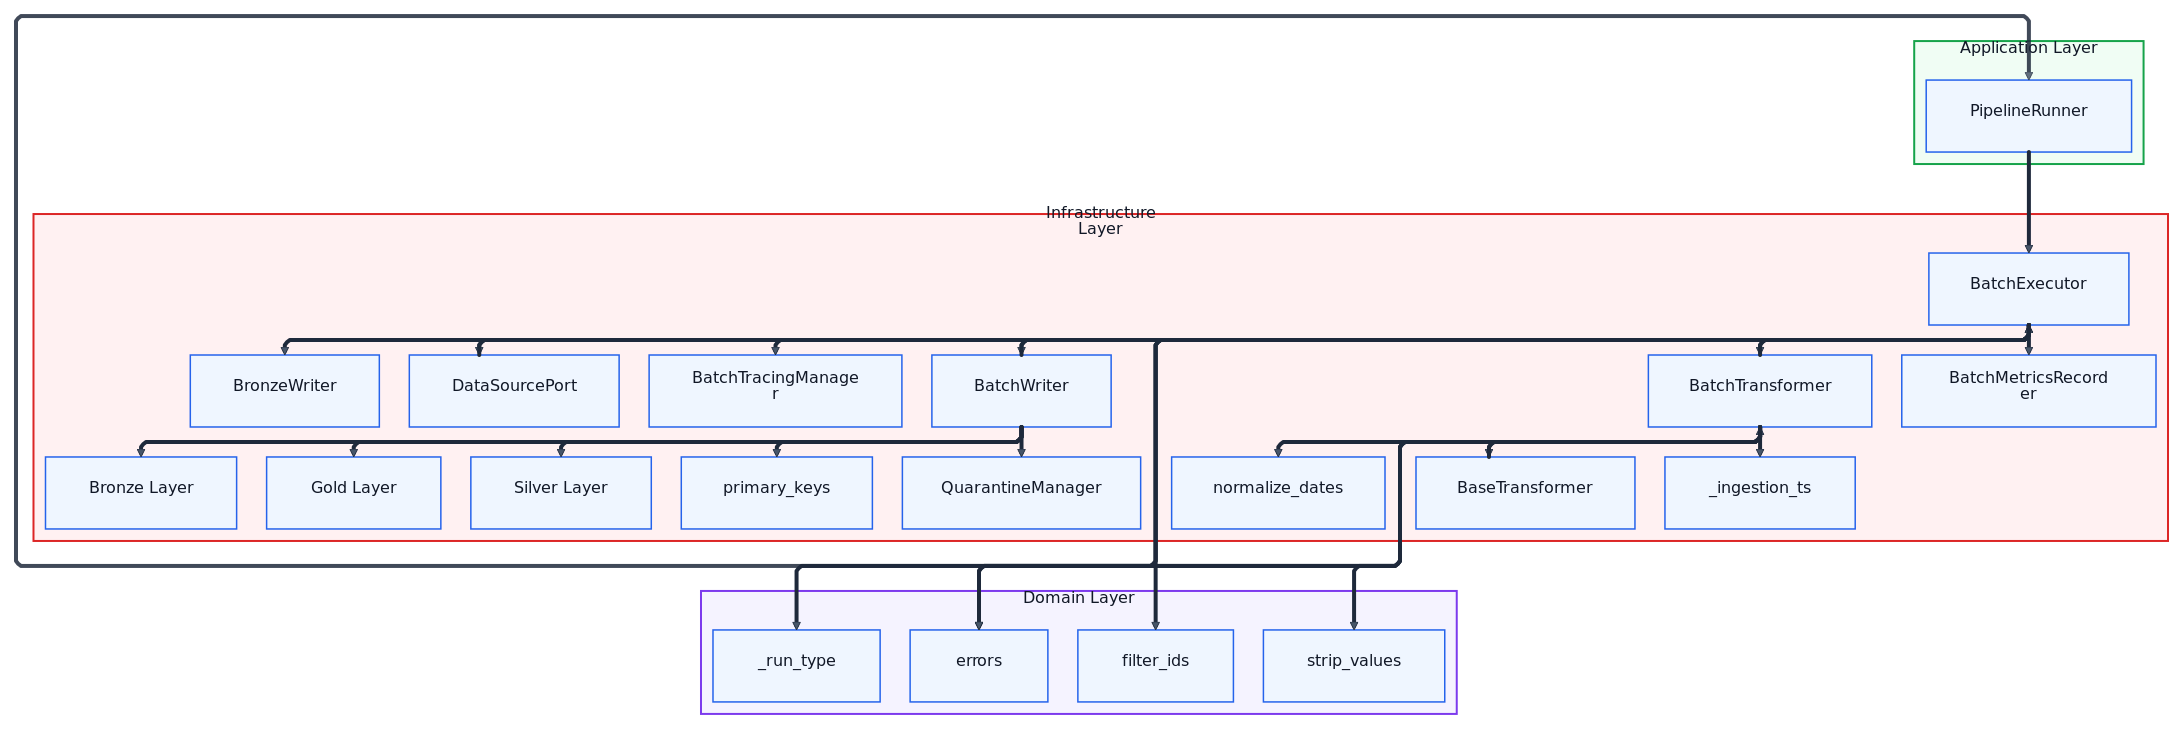 Application Layer
PipelineRunner
Infrastructure
Layer
BatchExecutor
BronzeWriter
DataSourcePort
BatchTracingManage
r
BatchWriter
BatchTransformer
BatchMetricsRecord
er
Bronze Layer
Gold Layer
Silver Layer
primary_keys
QuarantineManager
normalize_dates
BaseTransformer
_ingestion_ts
Domain Layer
_run_type
errors
filter_ids
strip_values